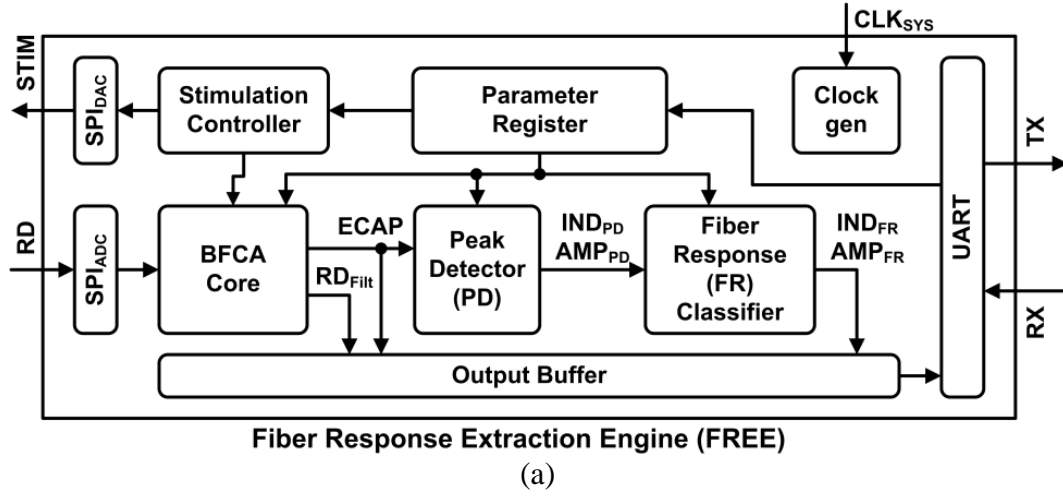 CLK_SYS
STIM
SPI_DAC
Stimulation
Controller
Parameter
Register
Clock
gen
TX
RD
SPI_ADC
BFCA
Core
ECAP
RD_Filt
Peak
Detector
(PD)
IND_PD
AMP_PD
Fiber
Response
(FR)
Classifier
IND_FR
AMP_FR
UART
RX
Output Buffer
Fiber Response Extraction Engine (FREE)
(a)